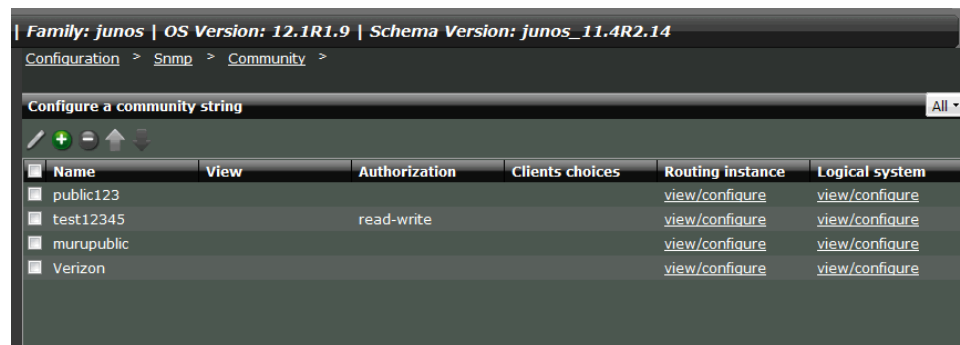 | Family: junos | OS Version: 12.1R1.9 | Schema Version: junos_11.4R2.14
Configuration > Snmp > Community >
Configure a community string All
Name View Authorization Clients choices Routing instance Logical system
public123 view/configure view/configure
test12345 read-write view/configure view/configure
murupublic view/configure view/configure
Verizon view/configure view/configure